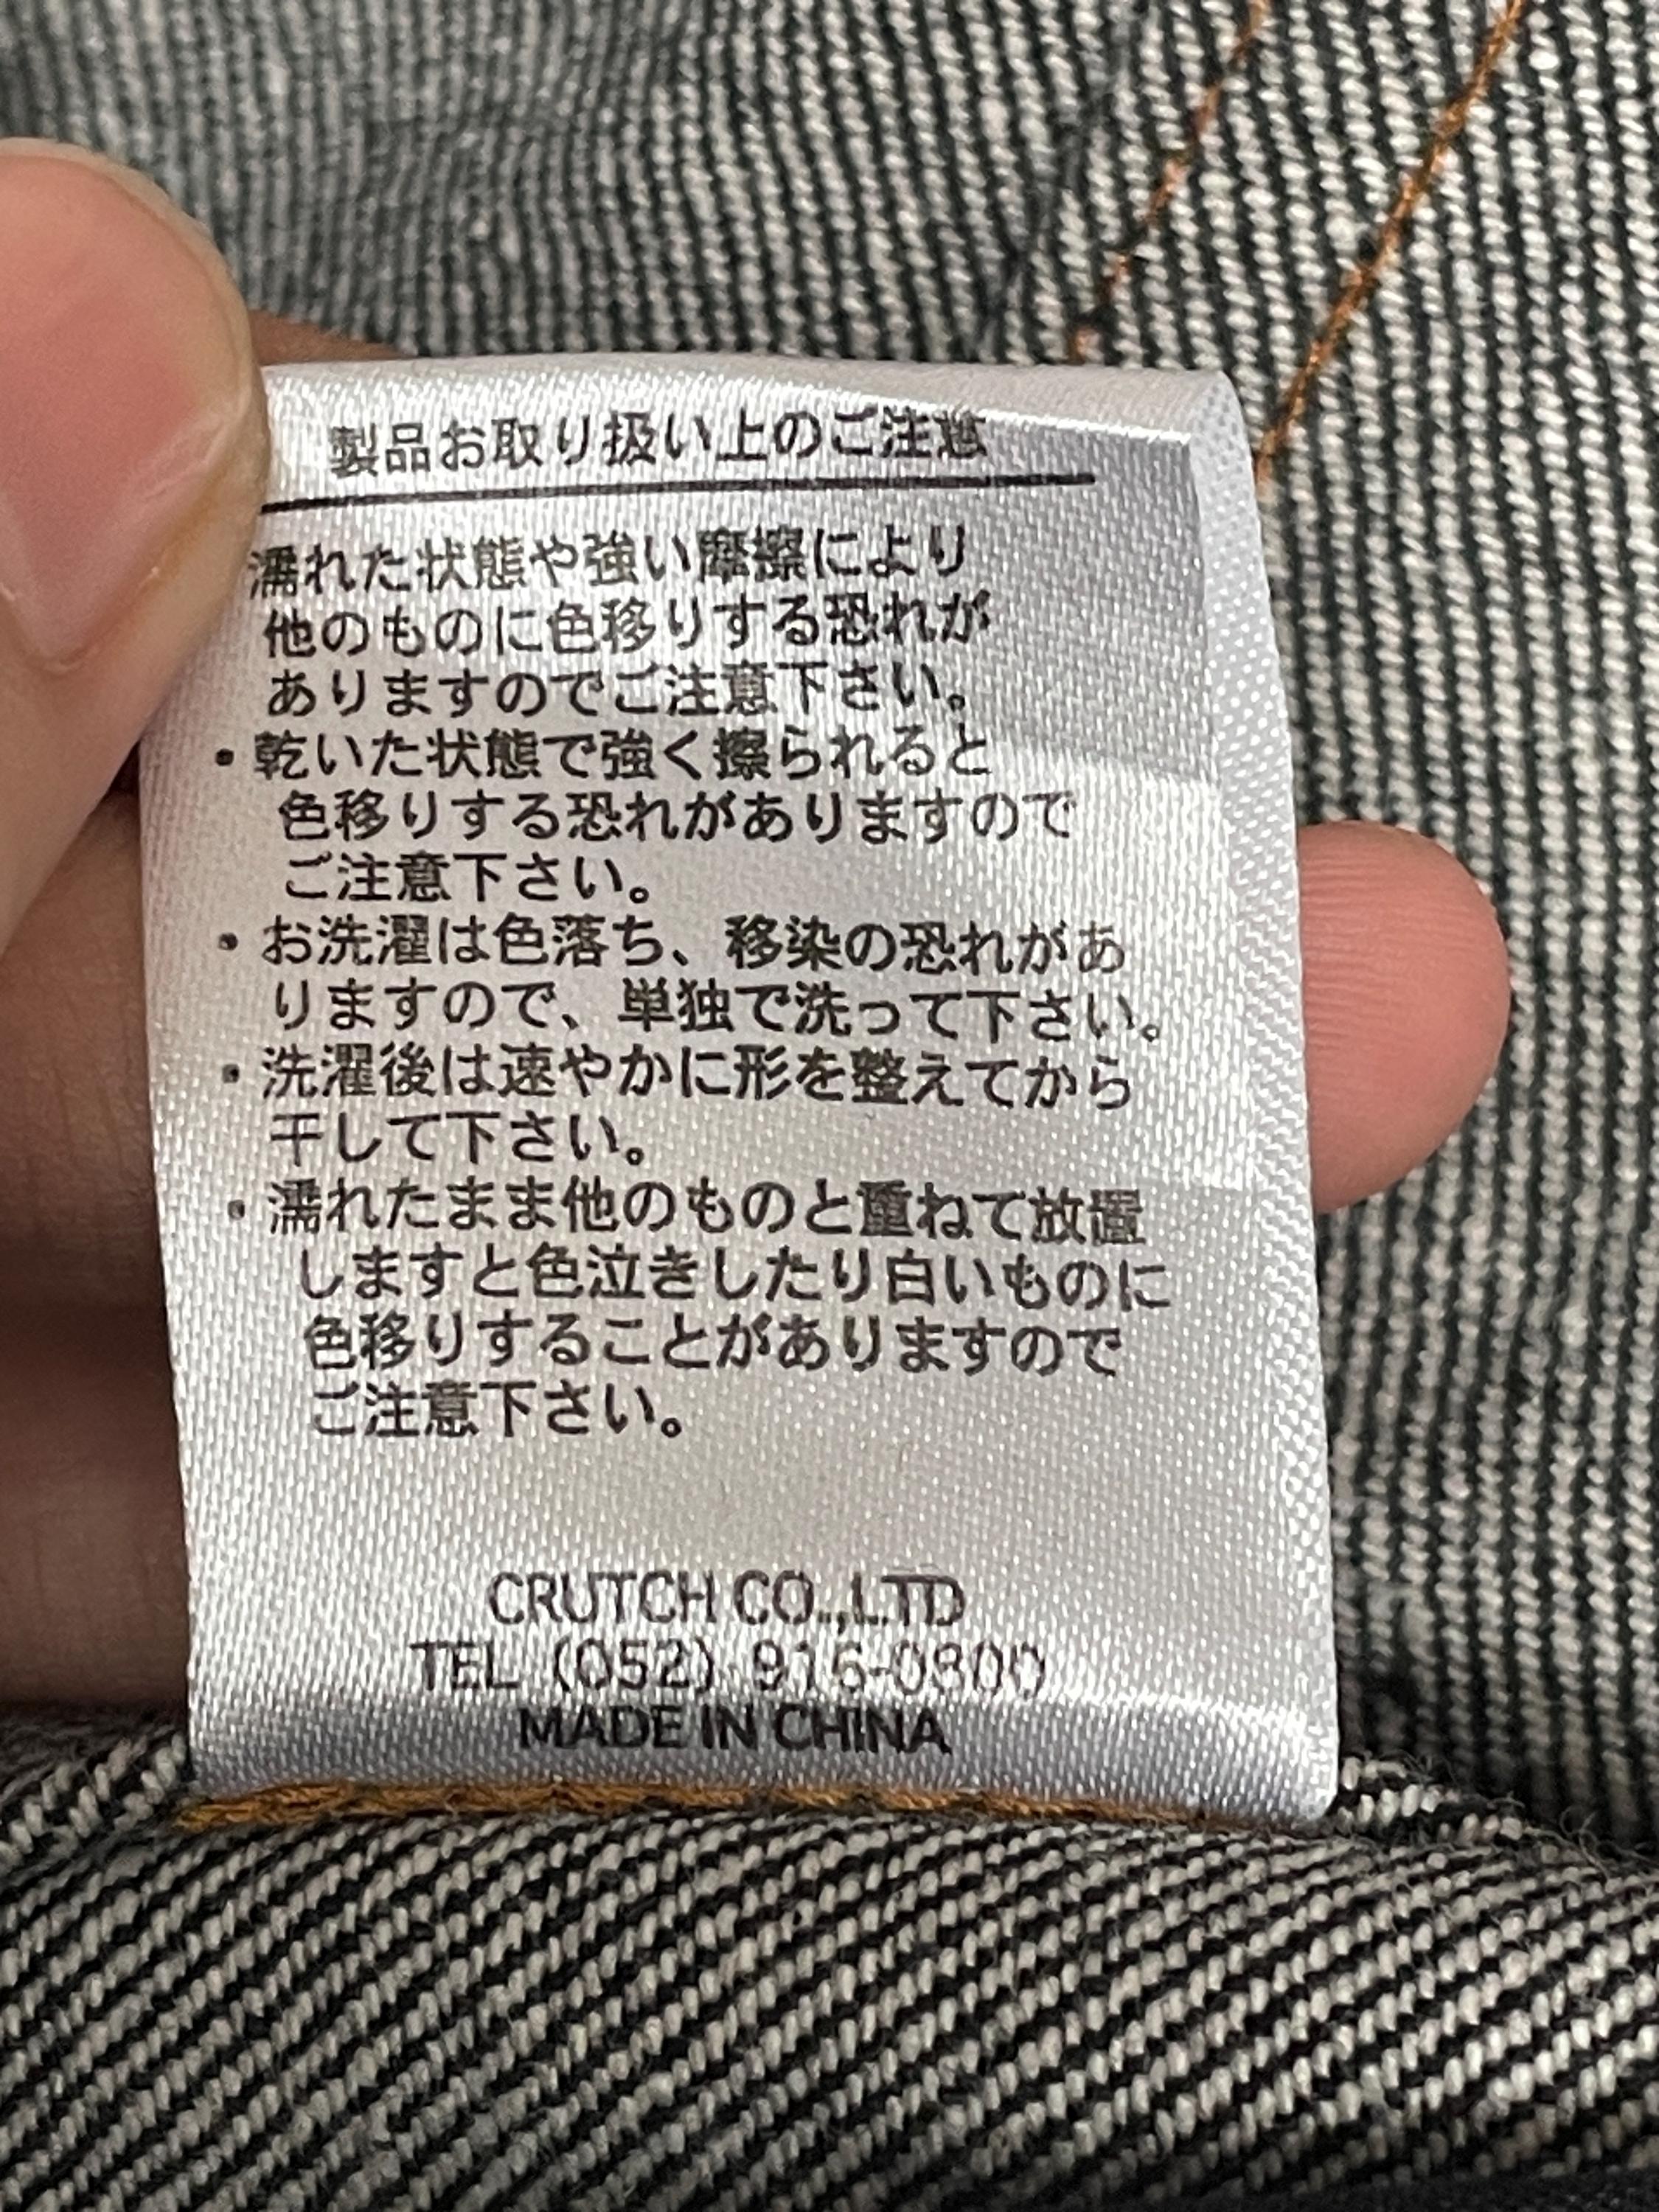 製品お取り扱い上のご注意
濡れた状態や強い摩擦により
他のものに色移りする恐れが
ありますのでご注意下さい。
・乾いた状態で強く擦られると
色移りする恐れがありますので
ご注意下さい。
・お洗濯は色落ち、移染の恐れがあ
りますので、単独で洗って下さい。
・洗濯後は速やかに形を整えてから
干して下さい。
・濡れたまま他のものと重ねて放置
しますと色泣きしたり白いものに
色移りすることがありますので
ご注意下さい。
CRUTCH CO.,LTD
TEL (052) 916-0800
MADE IN CHINA